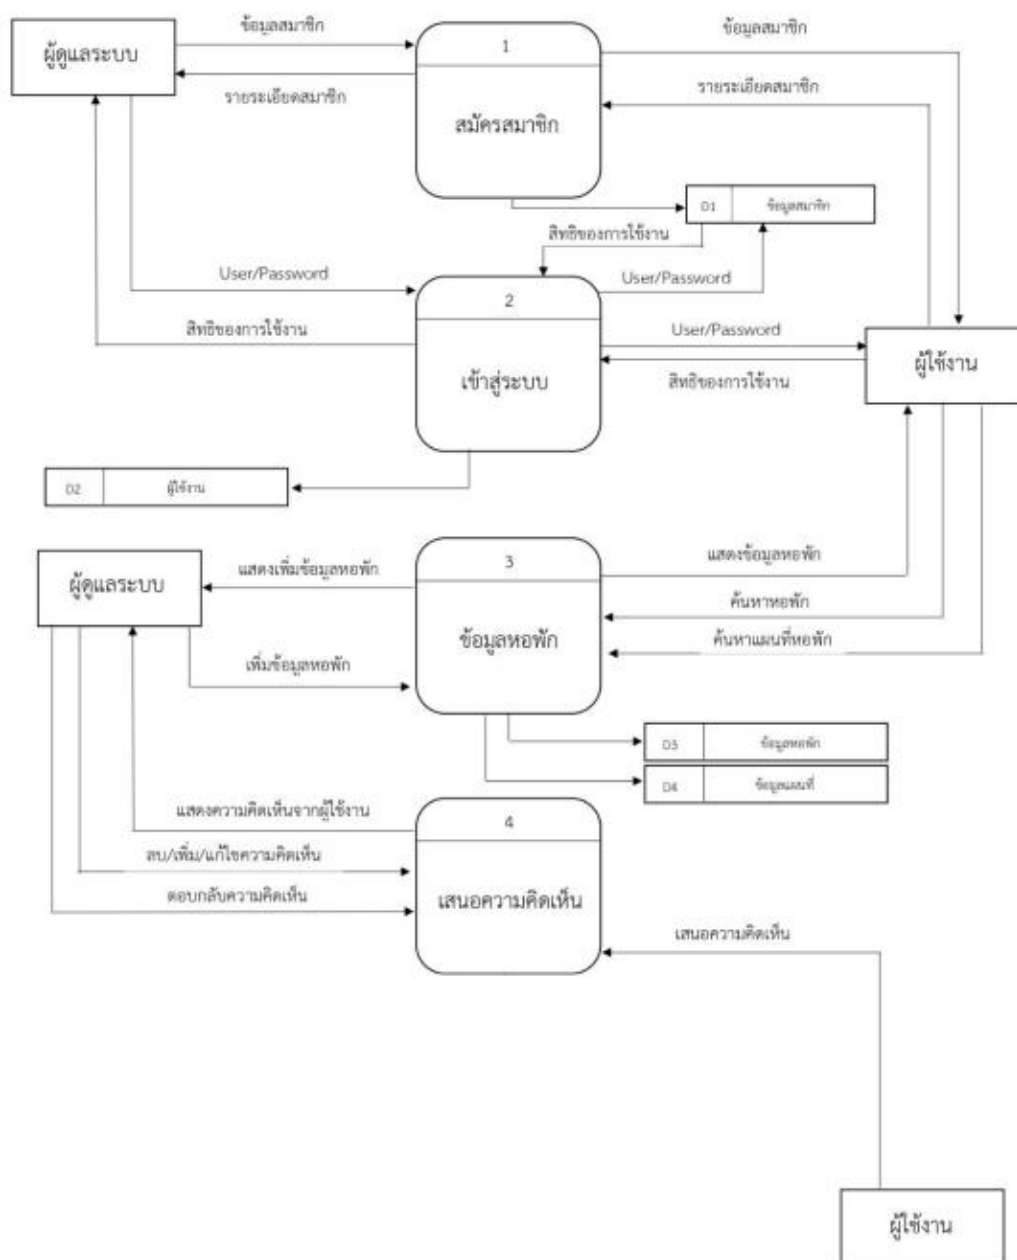 ข้อมูลสมาชิก
ข้อมูลสมาชิก
ผู้ดูแลระบบ
1
รายระเอียดสมาชิก
รายระเอียดสมาชิก
สมัครสมาชิก
D1 ข้อมูลสมาชิก
สิทธิของการใช้งาน
User/Password
User/Password
2
สิทธิของการใช้งาน
User/Password
ผู้ใช้งาน
เข้าสู่ระบบ
สิทธิของการใช้งาน
D2 ผู้ใช้งาน
แสดงข้อมูลหอพัก
3
แสดงเพิ่มข้อมูลหอพัก
ผู้ดูแลระบบ
ค้นหาหอพัก
ข้อมูลหอพัก
ค้นหาแผนที่หอพัก
เพิ่มข้อมูลหอพัก
D3 ข้อมูลหอพัก
D4 ข้อมูลแผนที่
แสดงความคิดเห็นจากผู้ใช้งาน
4
ลบ/เพิ่ม/แก้ไขความคิดเห็น
ตอบกลับความคิดเห็น
เสนอความคิดเห็น
เสนอความคิดเห็น
ผู้ใช้งาน